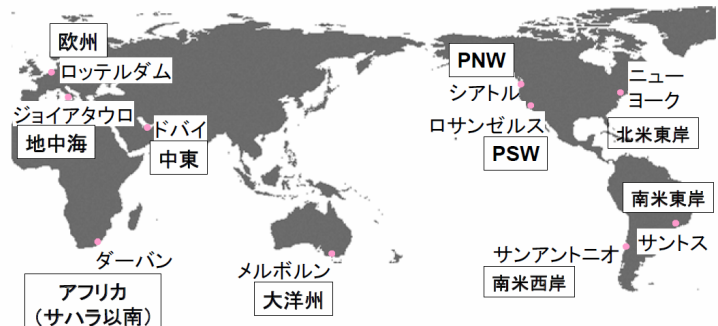 欧州
ロッテルダム
ジョイアタウロ
地中海
ドバイ
中東
ダーバン
アフリカ
(サハラ以南)
メルボルン
大洋州
PNW
シアトル
ロサンゼルス
PSW
ニュー
ヨーク
北米東岸
南米東岸
サントス
サンアントニオ
南米西岸